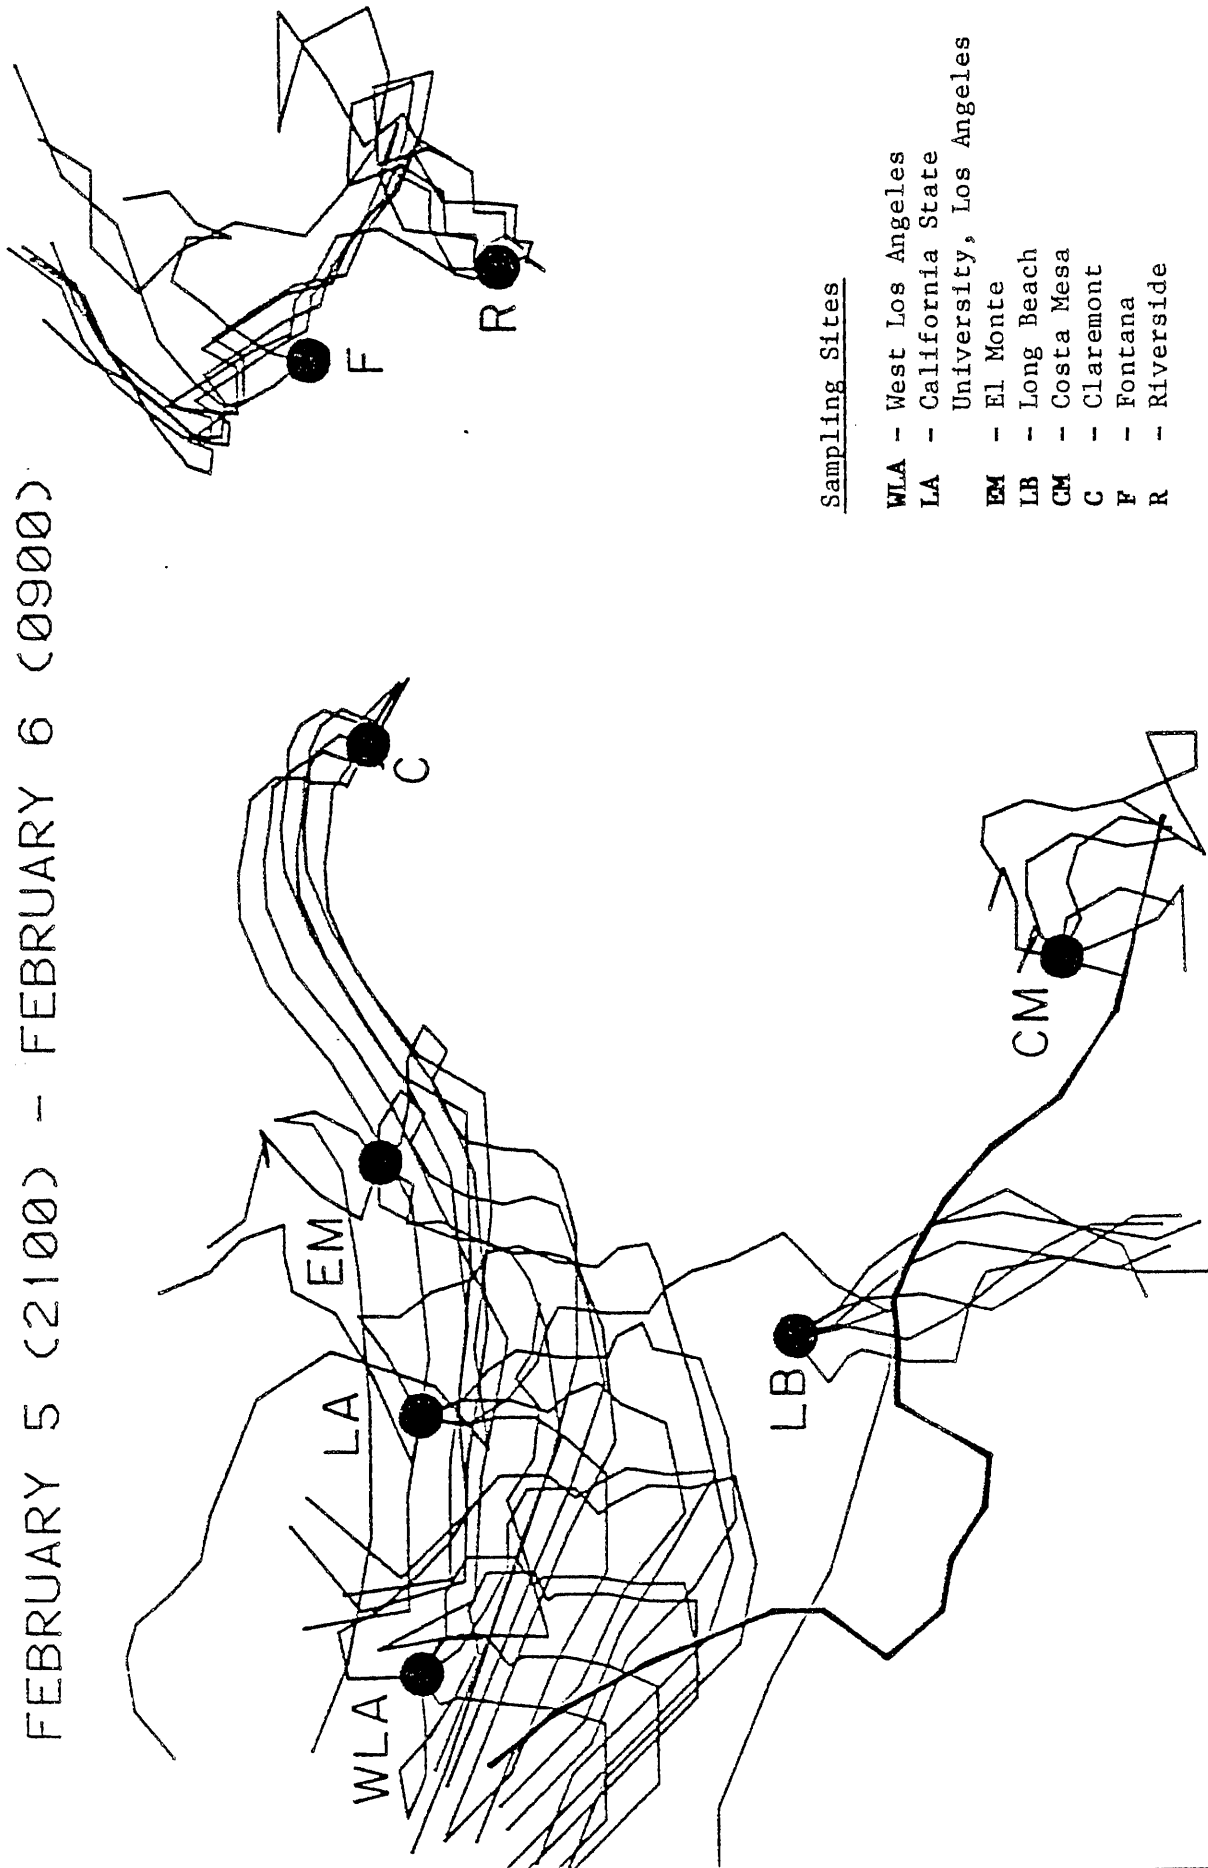 FEBRUARY 5 (2100) - FEBRUARY 6 (0900)
F
R
C
EM
LA
WLA
LB
CM
Sampling Sites
WLA - West Los Angeles
LA - California State
University, Los Angeles
EM - El Monte
LB - Long Beach
CM - Costa Mesa
C - Claremont
F - Fontana
R - Riverside